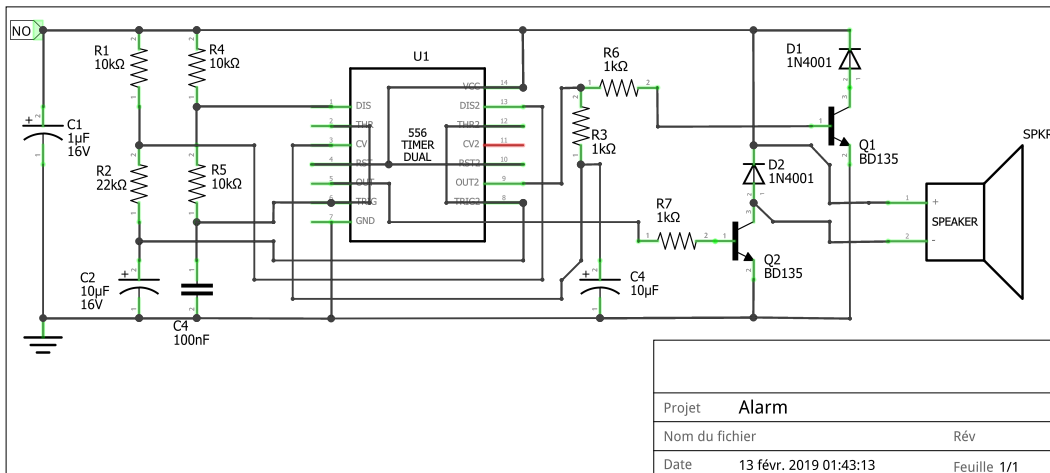 NO
R1
10kΩ
R4
10kΩ
U1
R6
1kΩ
D1
1N4001
C1
1µF
16V
556
TIMER
DUAL
DIS
THR
CV
RST
OUT
TRIG
GND
VCC
DIS2
THR2
CV2
RST2
OUT2
TRIG2
1
2
3
4
5
6
7
14
13
12
11
10
9
8
R3
1kΩ
Q1
BD135
SPKR
R2
22kΩ
R5
10kΩ
D2
1N4001
R7
1kΩ
SPEAKER
+
-
Q2
BD135
C2
10µF
16V
C4
100nF
C4
10µF
Projet Alarm
Nom du fichier Rév
Date 13 févr. 2019 01:43:13 Feuille 1/1